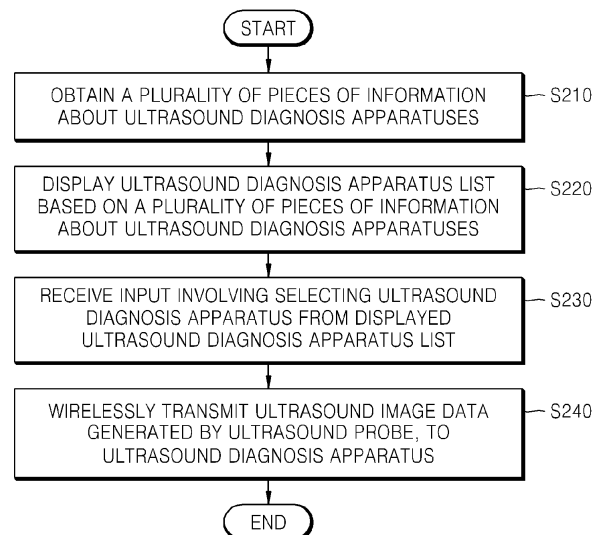 START
OBTAIN A PLURALITY OF PIECES OF INFORMATION
ABOUT ULTRASOUND DIAGNOSIS APPARATUSES
S210
DISPLAY ULTRASOUND DIAGNOSIS APPARATUS LIST
BASED ON A PLURALITY OF PIECES OF INFORMATION
ABOUT ULTRASOUND DIAGNOSIS APPARATUSES
S220
RECEIVE INPUT INVOLVING SELECTING ULTRASOUND
DIAGNOSIS APPARATUS FROM DISPLAYED
ULTRASOUND DIAGNOSIS APPARATUS LIST
S230
WIRELESSLY TRANSMIT ULTRASOUND IMAGE DATA
GENERATED BY ULTRASOUND PROBE, TO
ULTRASOUND DIAGNOSIS APPARATUS
S240
END